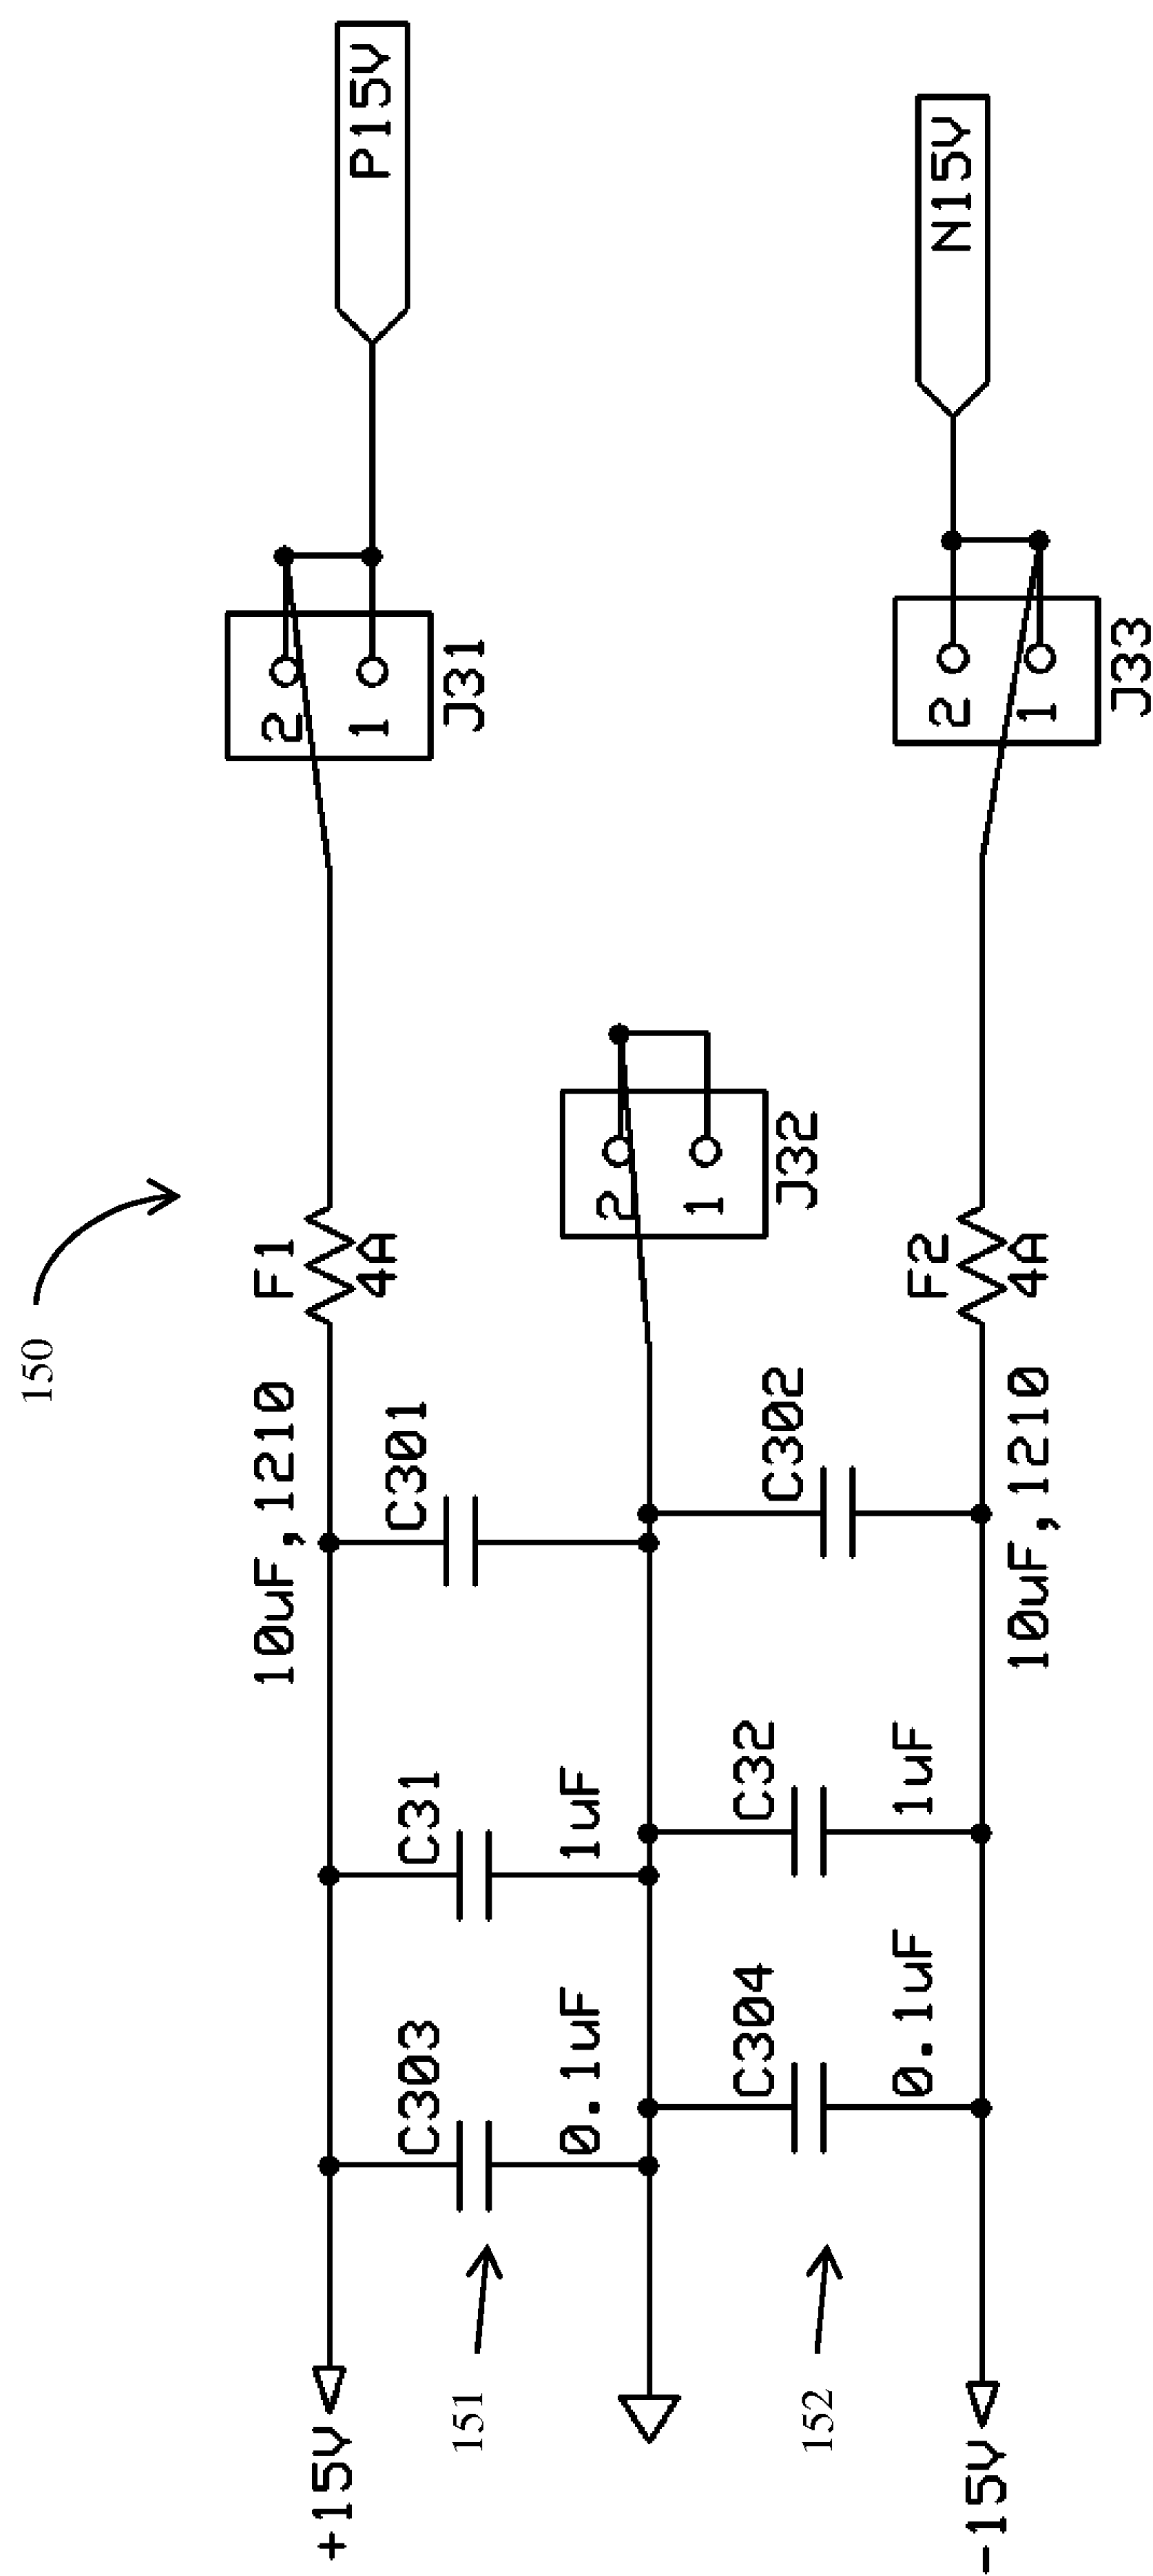 150
+15V
C303
0.1uF
C31
1uF
10uF,1210
C301
F1
4A
2
1
J31
P15V
151
2
1
J32
152
-15V
C304
0.1uF
C32
1uF
C302
10uF,1210
F2
4A
2
1
J33
N15V